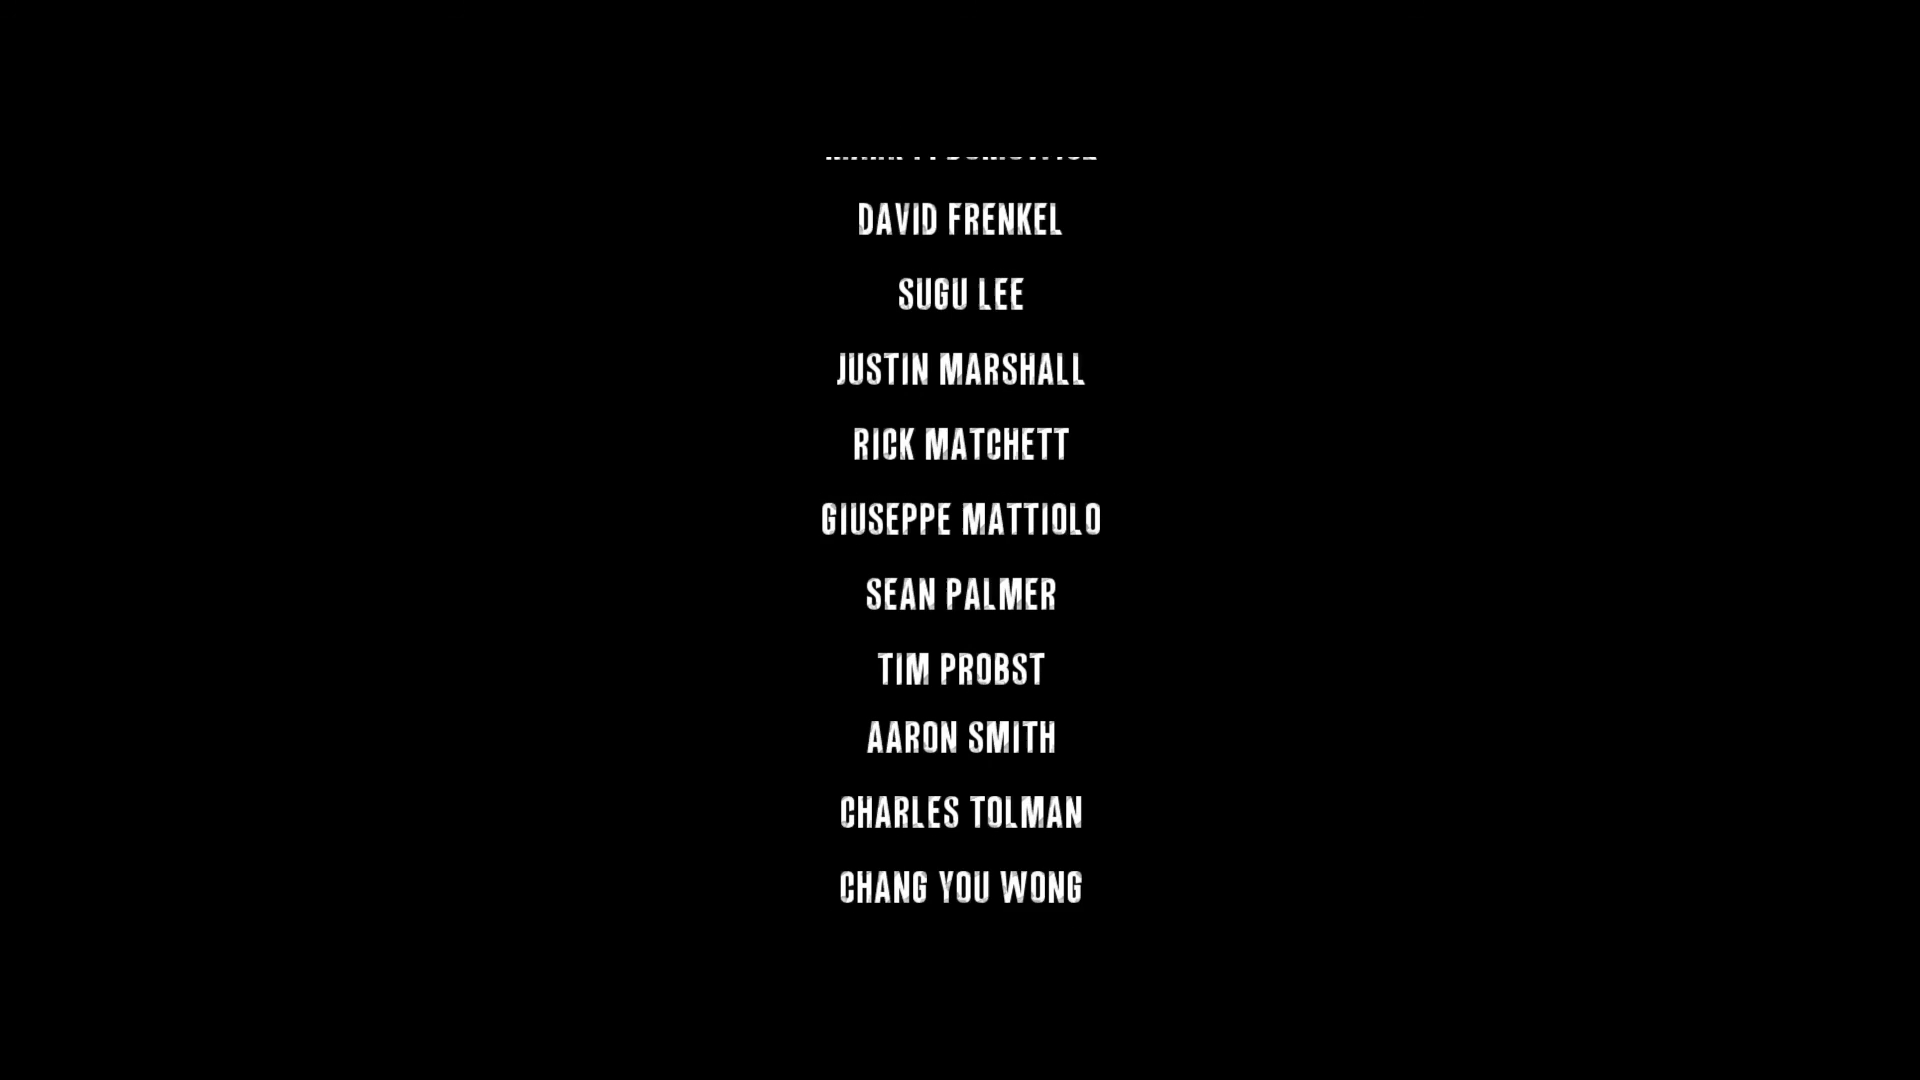 DAVID FRENKEL
SUGU LEE
JUSTIN MARSHALL
RICK MATCHETT
GIUSEPPE MATTIOLO
SEAN PALMER
TIM PROBST
AARON SMITH
CHARLES TOLMAN
CHANG YOU WONG